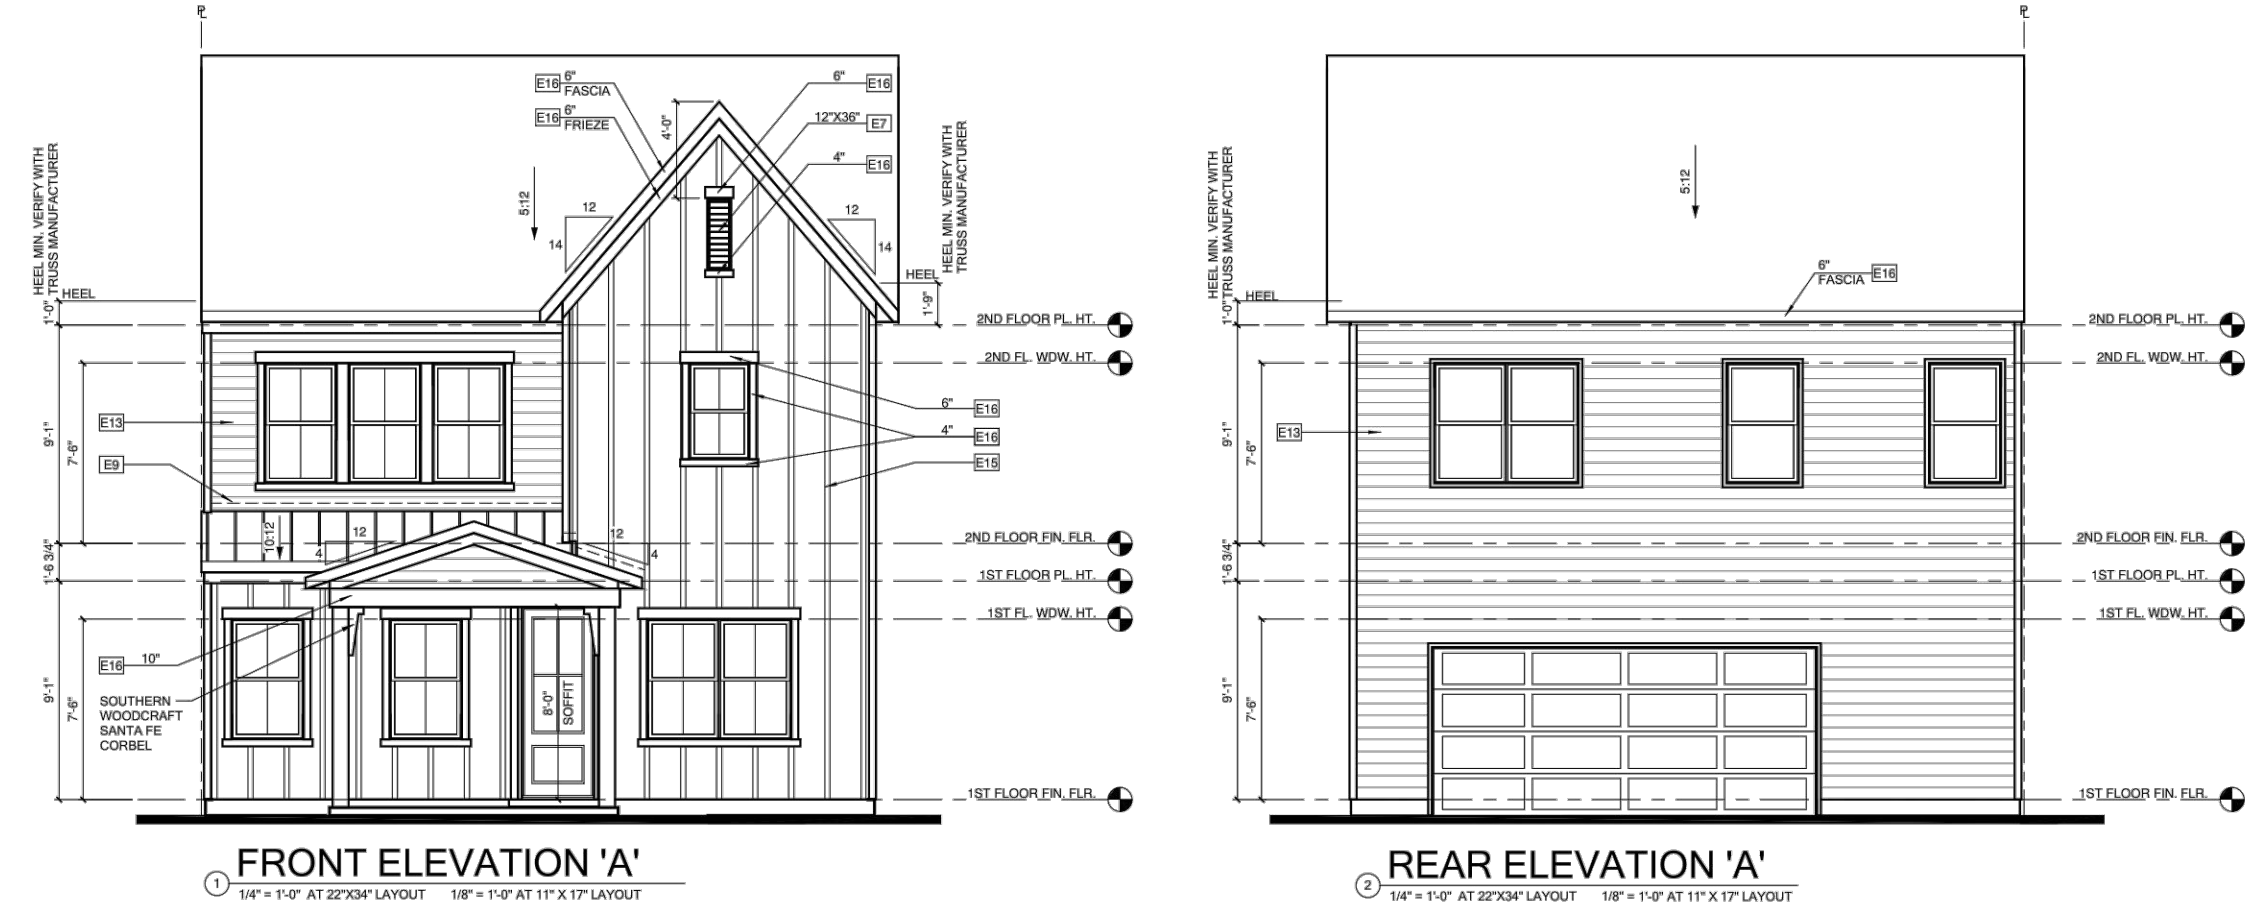 PL
E16 6"
FASCIA
E16 6"
FRIEZE
4'-0"
6" E16
12"X36" E7
4" E16
HEEL MIN. VERIFY WITH
TRUSS MANUFACTURER
HEEL
1'-0"
5:12
12
14
12
14
HEEL MIN. VERIFY WITH
TRUSS MANUFACTURER
HEEL
1'-9"
2ND FLOOR PL. HT.
2ND FL. WDW. HT.
6" E16
4" E16
E15
E13
E9
9'-1"
7'-6"
10:12
12
4
12
4
1'-6 3/4"
2ND FLOOR FIN. FLR.
1ST FLOOR PL. HT.
1ST FL. WDW. HT.
E16 10"
SOUTHERN
WOODCRAFT
SANTA FE
CORBEL
9'-1"
7'-6"
8'-0"
SOFFIT
1ST FLOOR FIN. FLR.
1 FRONT ELEVATION 'A'
1/4" = 1'-0" AT 22"X34" LAYOUT 1/8" = 1'-0" AT 11" X 17" LAYOUT
PL
HEEL MIN. VERIFY WITH
TRUSS MANUFACTURER
HEEL
1'-0"
5:12
6" E16
FASCIA
2ND FLOOR PL. HT.
2ND FL. WDW. HT.
E13
9'-1"
7'-6"
1'-6 3/4"
2ND FLOOR FIN. FLR.
1ST FLOOR PL. HT.
1ST FL. WDW. HT.
9'-1"
7'-6"
1ST FLOOR FIN. FLR.
2 REAR ELEVATION 'A'
1/4" = 1'-0" AT 22"X34" LAYOUT 1/8" = 1'-0" AT 11" X 17" LAYOUT